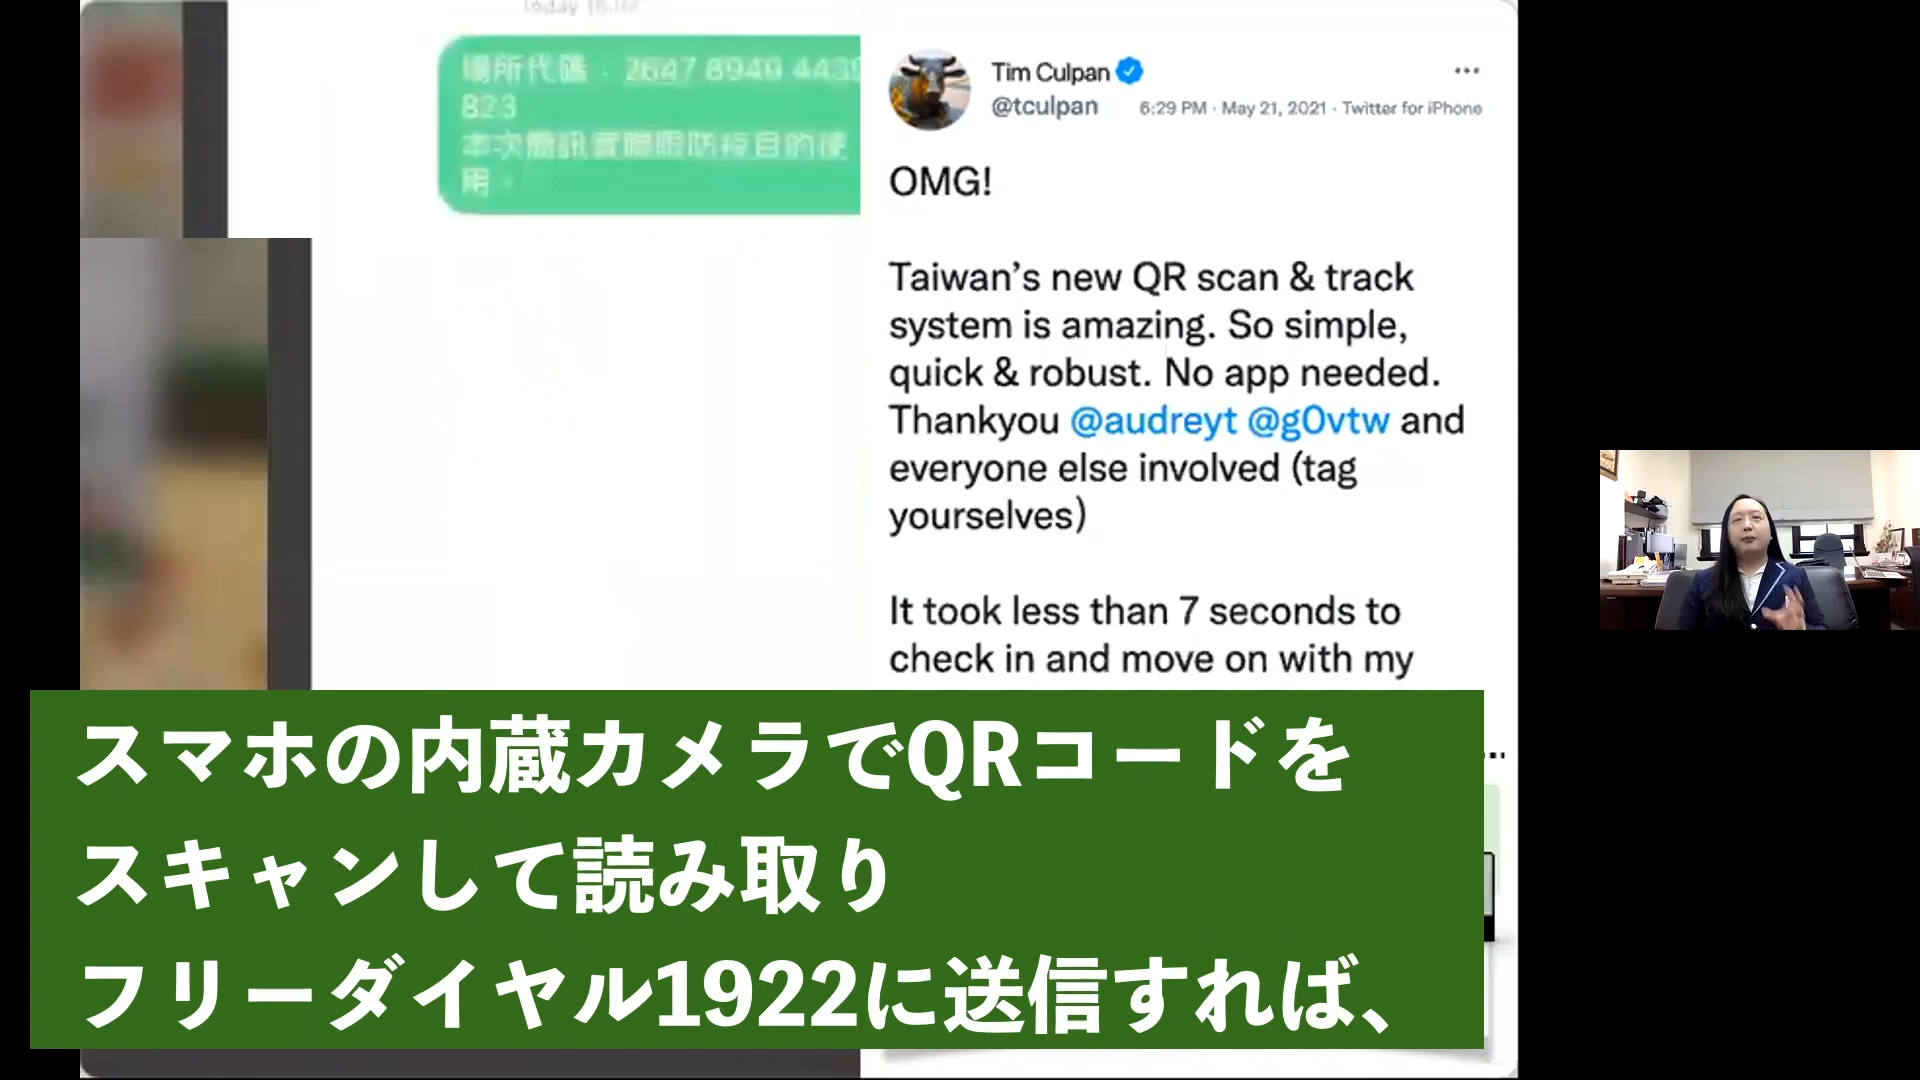 場所代碼：2647 8949 443
823
本次簡訊實聯限防疫目的使
用。
Tim Culpan
@tculpan 6:29 PM · May 21, 2021 · Twitter for iPhone
OMG!
Taiwan’s new QR scan & track
system is amazing. So simple,
quick & robust. No app needed.
Thankyou @audreyt @g0vtw and
everyone else involved (tag
yourselves)
It took less than 7 seconds to
check in and move on with my
スマホの内蔵カメラでQRコードを
スキャンして読み取り
フリーダイヤル1922に送信すれば、